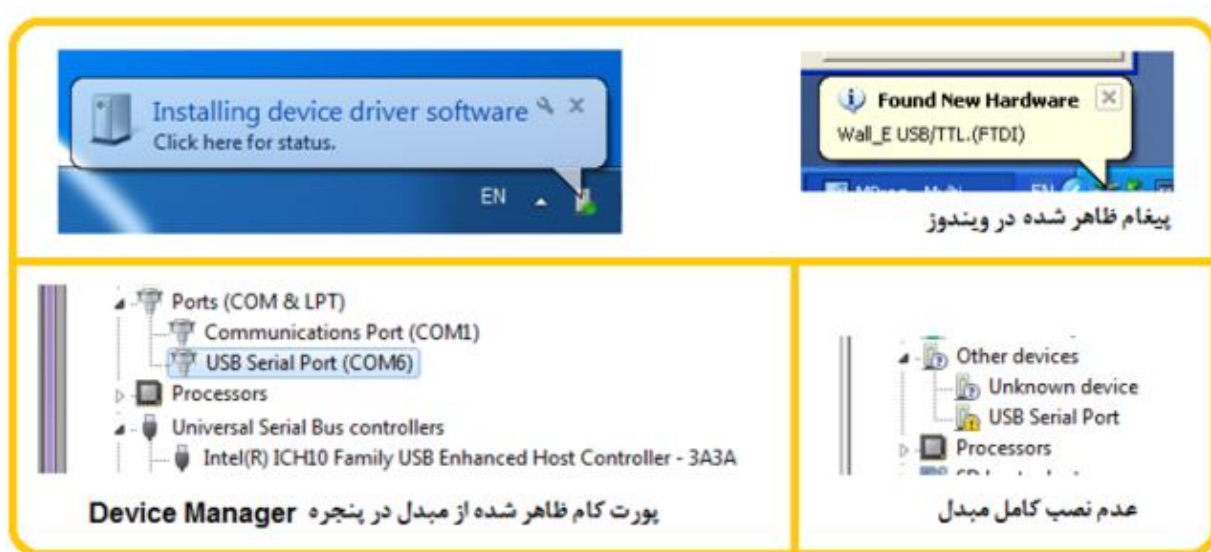 Installing device driver software
Click here for status.
EN
Found New Hardware
Wall_E USB/TTL.(FTDI)
EN
پیغام ظاهر شده در ویندوز
Ports (COM & LPT)
Communications Port (COM1)
USB Serial Port (COM6)
Processors
Universal Serial Bus controllers
Intel(R) ICH10 Family USB Enhanced Host Controller - 3A3A
پورت کام ظاهر شده از مبدل در پنجره Device Manager
Other devices
Unknown device
USB Serial Port
Processors
عدم نصب کامل مبدل